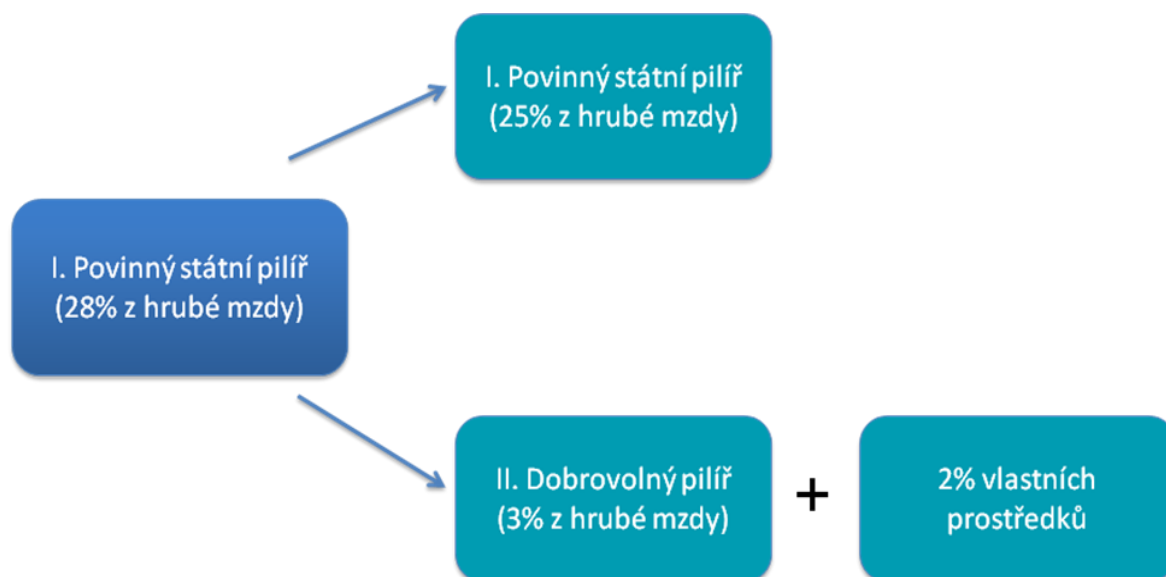 I. Povinný státní pilíř
(25% z hrubé mzdy)
I. Povinný státní pilíř
(28% z hrubé mzdy)
II. Dobrovolný pilíř
(3% z hrubé mzdy)
+
2% vlastních
prostředků